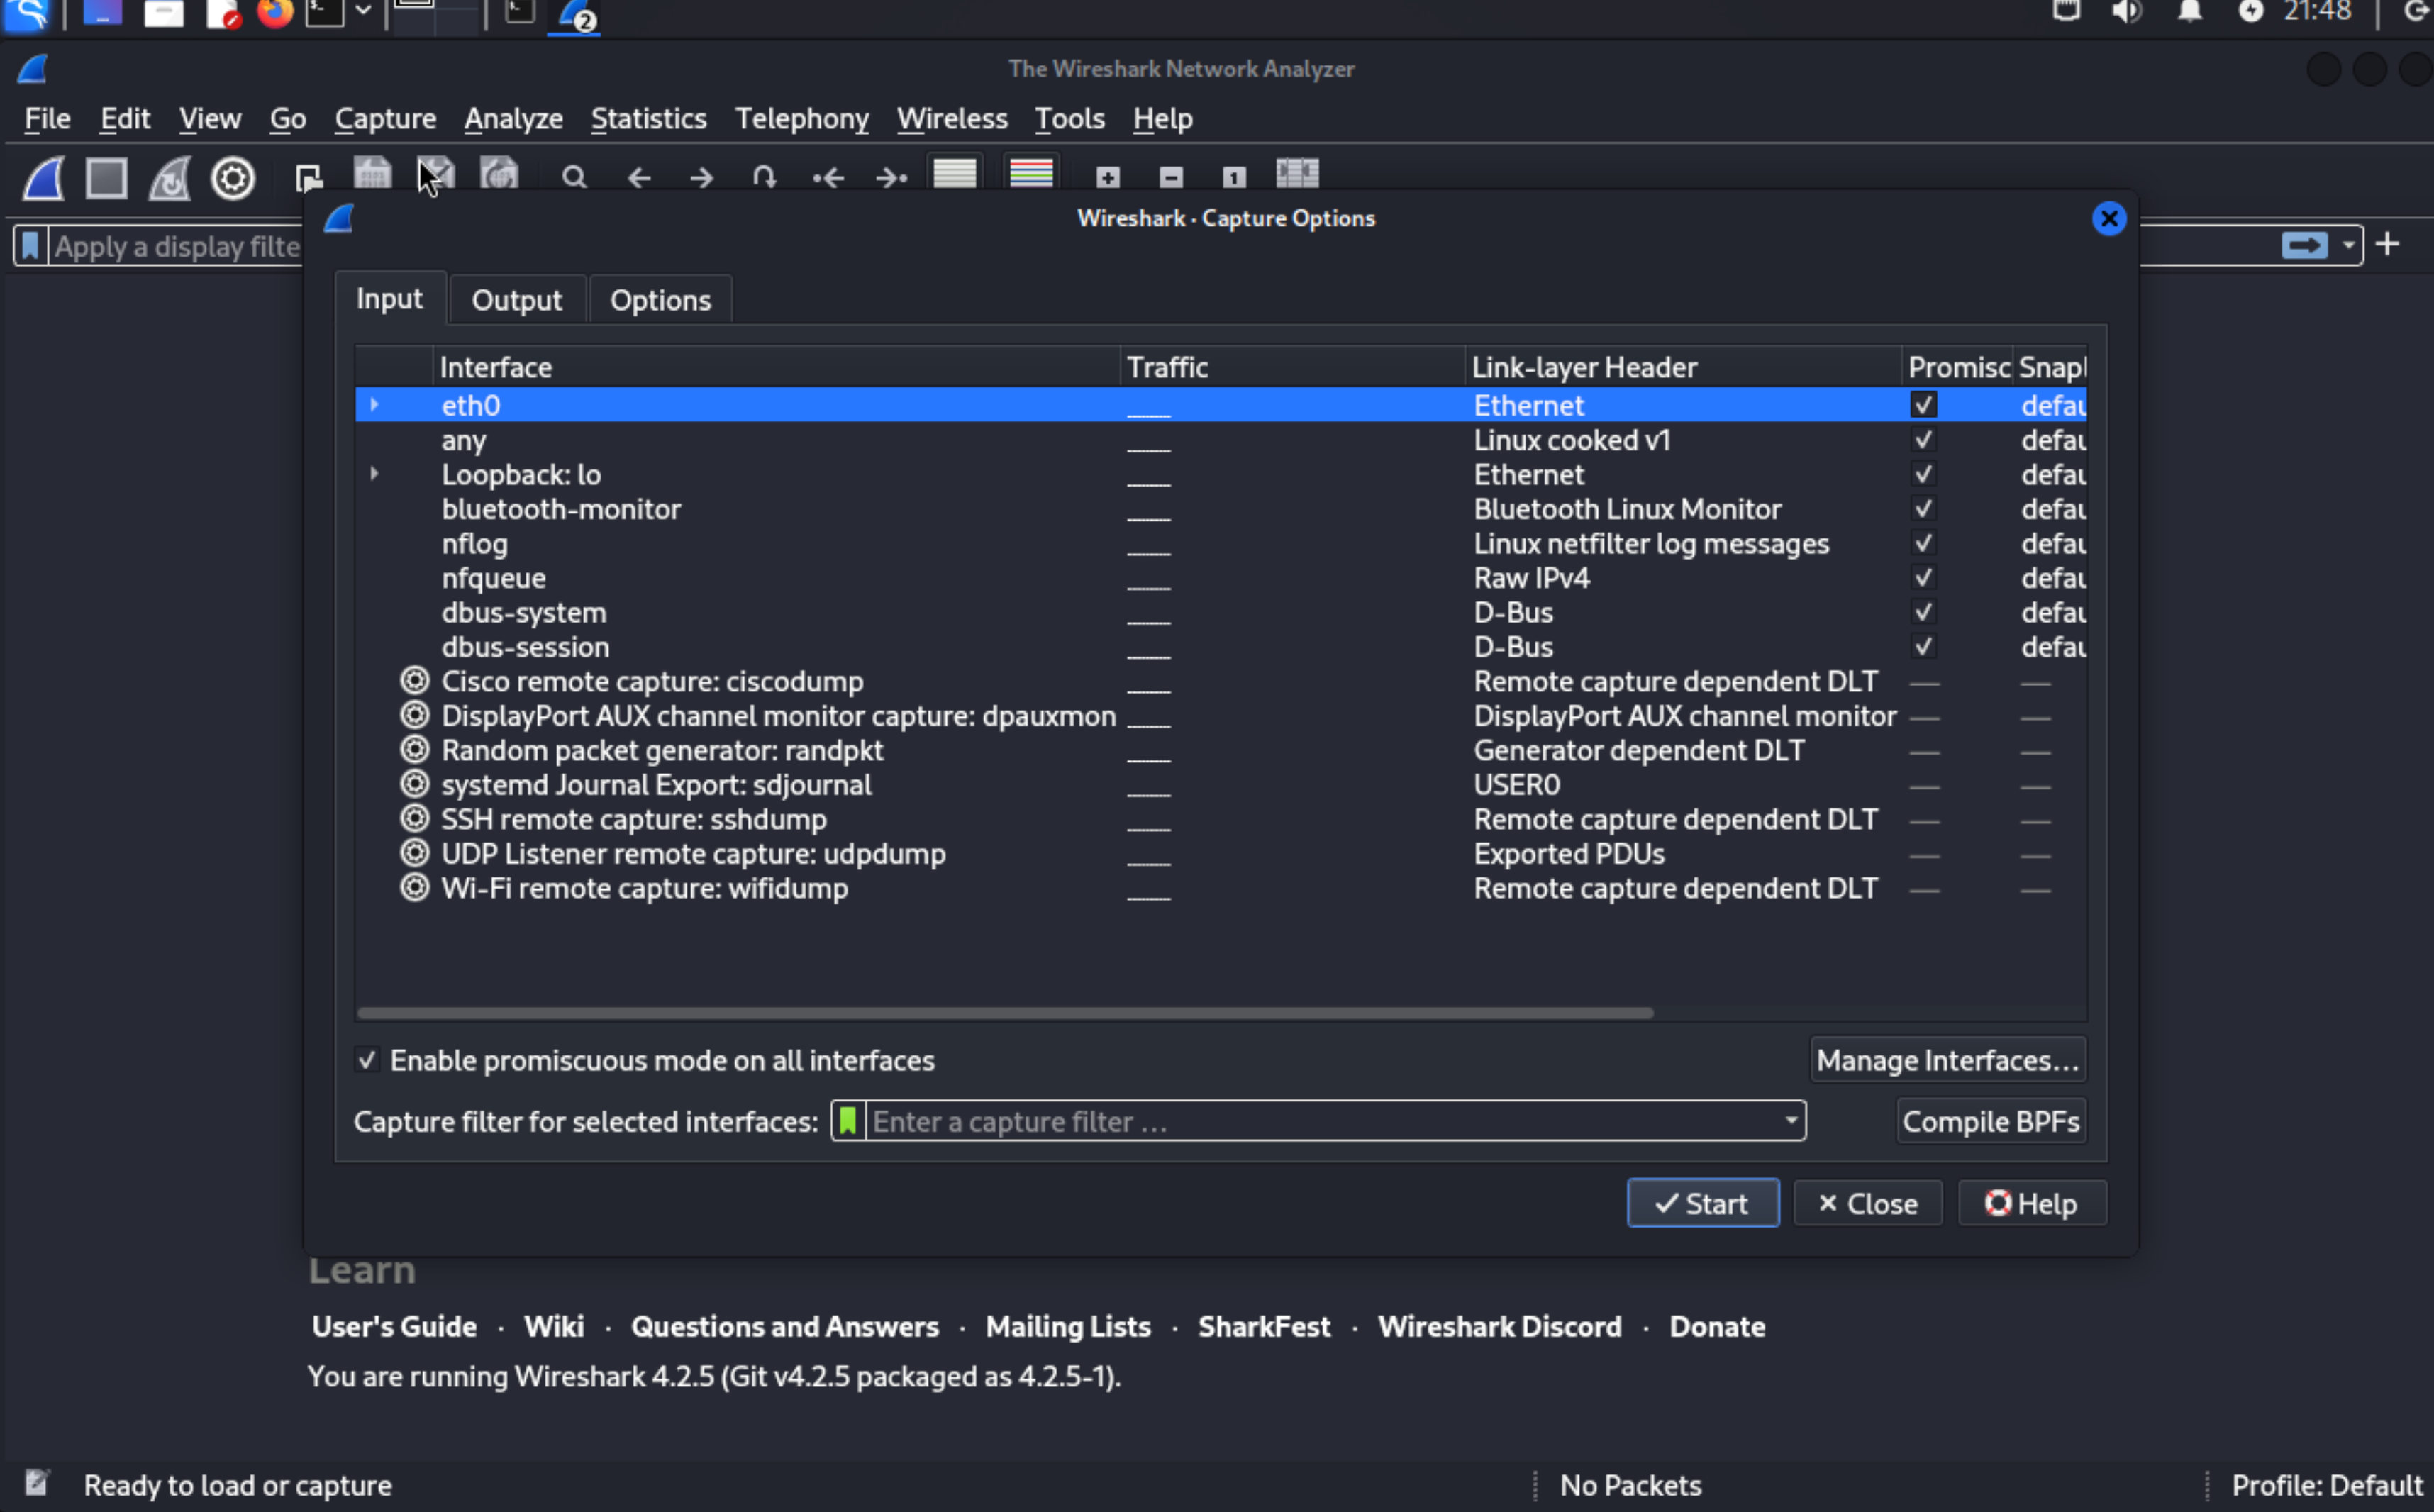 2 21:48
The Wireshark Network Analyzer
File Edit View Go Capture Analyze Statistics Telephony Wireless Tools Help
1
Apply a display filte
Wireshark · Capture Options
Input Output Options
Interface Traffic Link-layer Header Promisc Snapl
eth0 Ethernet defau
any Linux cooked v1 defau
Loopback: lo Ethernet defau
bluetooth-monitor Bluetooth Linux Monitor defau
nflog Linux netfilter log messages defau
nfqueue Raw IPv4 defau
dbus-system D-Bus defau
dbus-session D-Bus defau
Cisco remote capture: ciscodump Remote capture dependent DLT — —
DisplayPort AUX channel monitor capture: dpauxmon DisplayPort AUX channel monitor — —
Random packet generator: randpkt Generator dependent DLT — —
systemd Journal Export: sdjournal USER0 — —
SSH remote capture: sshdump Remote capture dependent DLT — —
UDP Listener remote capture: udpdump Exported PDUs — —
Wi-Fi remote capture: wifidump Remote capture dependent DLT — —
Enable promiscuous mode on all interfaces Manage Interfaces...
Capture filter for selected interfaces: Enter a capture filter ... Compile BPFs
Start Close Help
Learn
User's Guide · Wiki · Questions and Answers · Mailing Lists · SharkFest · Wireshark Discord · Donate
You are running Wireshark 4.2.5 (Git v4.2.5 packaged as 4.2.5-1).
Ready to load or capture No Packets Profile: Default